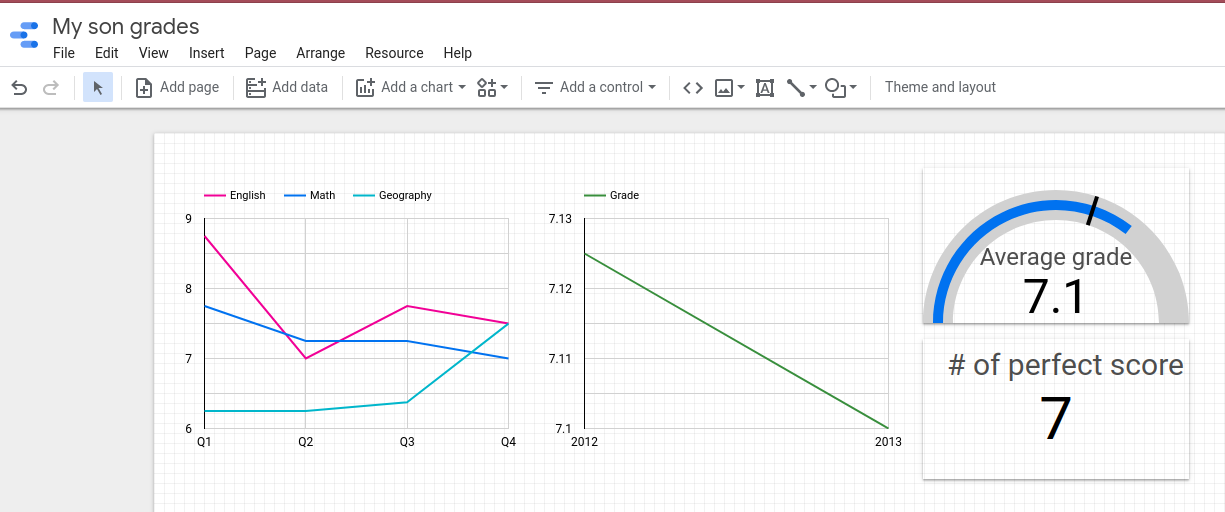 My son grades
File Edit View Insert Page Arrange Resource Help
Add page Add data Add a chart Add a control Theme and layout
English Math Geography
9
8
7
6
Q1 Q2 Q3 Q4
Grade
7.13
7.12
7.11
7.1
2012 2013
Average grade
7.1
# of perfect score
7